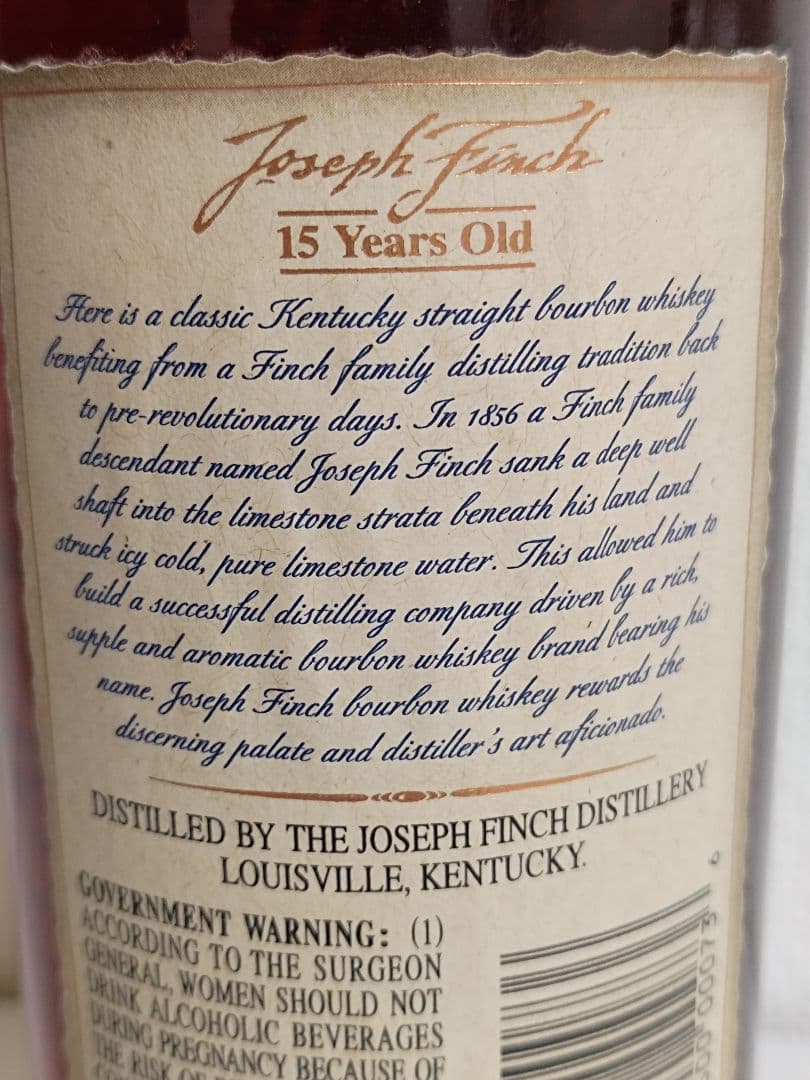 Joseph Finch
15 Years Old
Here is a classic Kentucky straight bourbon whiskey
benefiting from a Finch family distilling tradition back
to pre-revolutionary days. In 1856 a Finch family
descendant named Joseph Finch sank a deep well
shaft into the limestone strata beneath his land and
struck icy cold, pure limestone water. This allowed him to
build a successful distilling company driven by a rich,
supple and aromatic bourbon whiskey brand bearing his
name. Joseph Finch bourbon whiskey rewards the
discerning palate and distiller's art aficionado.
DISTILLED BY THE JOSEPH FINCH DISTILLERY
LOUISVILLE, KENTUCKY.
GOVERNMENT WARNING: (1)
ACCORDING TO THE SURGEON
GENERAL, WOMEN SHOULD NOT
DRINK ALCOHOLIC BEVERAGES
DURING PREGNANCY BECAUSE OF
THE RISK OF